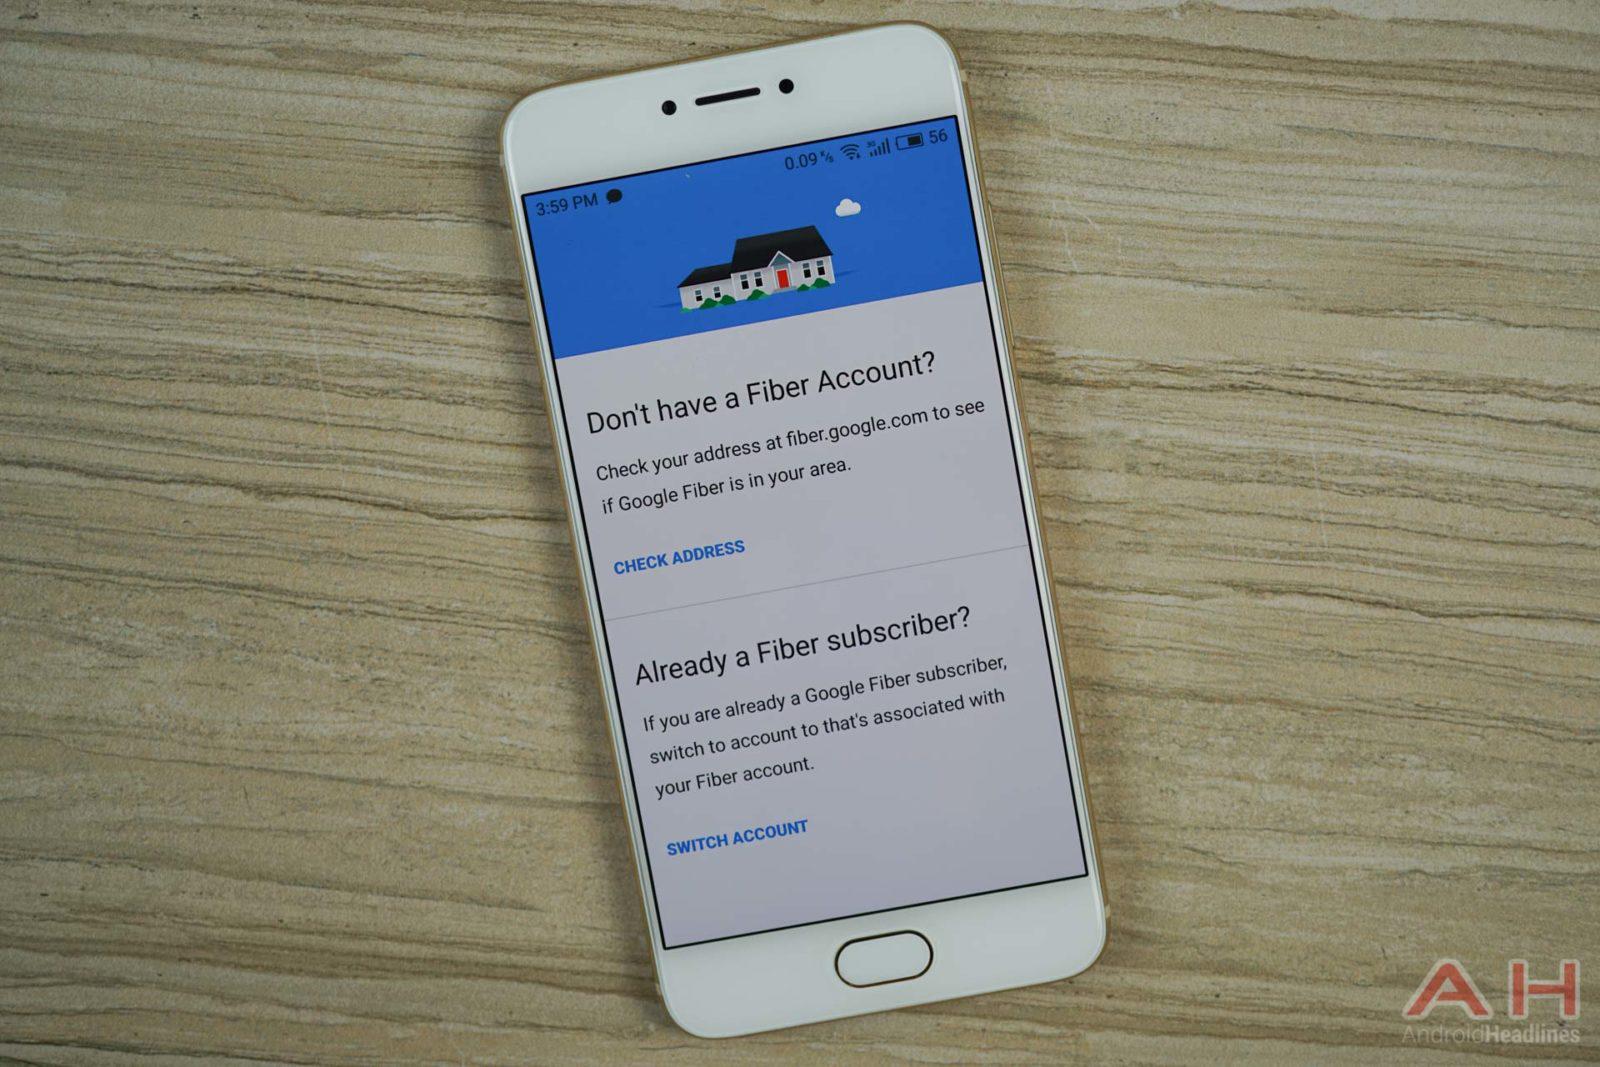 3:59 PM
0.09 K/s 3G 56
Don't have a Fiber Account?
Check your address at fiber.google.com to see
if Google Fiber is in your area.
CHECK ADDRESS
Already a Fiber subscriber?
If you are already a Google Fiber subscriber,
switch to account to that's associated with
your Fiber account.
SWITCH ACCOUNT
AH
AndroidHeadlines